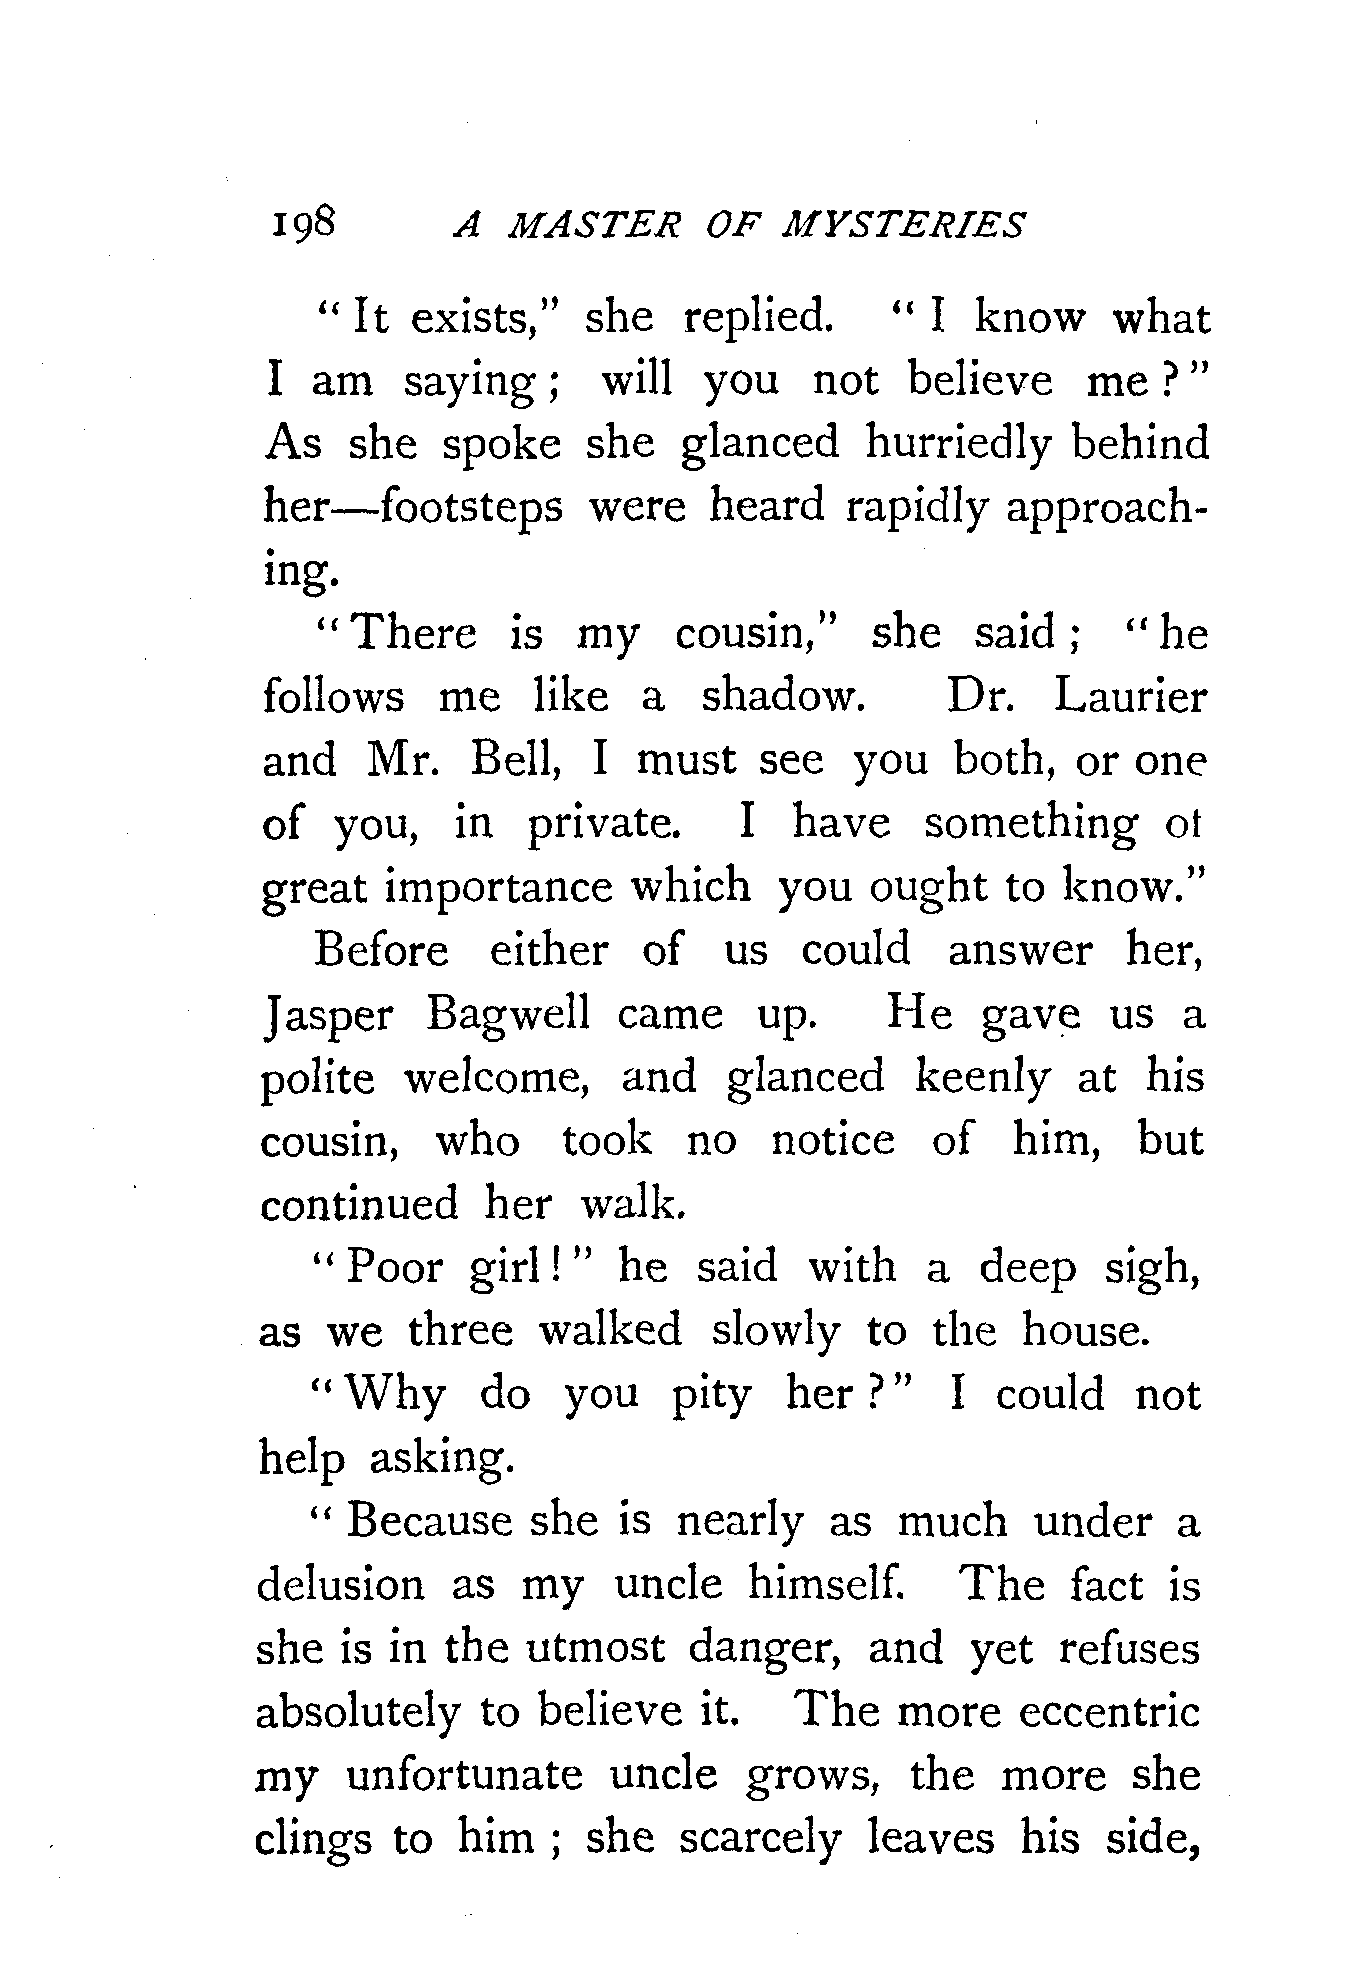 198 A MASTER OF MYSTERIES
" It exists," she replied. " I know what
I am saying ; will you not believe me ? "
As she spoke she glanced hurriedly behind
her—footsteps were heard rapidly approach-
ing.
" There is my cousin," she said ; " he
follows me like a shadow. Dr. Laurier
and Mr. Bell, I must see you both, or one
of you, in private. I have something of
great importance which you ought to know."
Before either of us could answer her,
Jasper Bagwell came up. He gave us a
polite welcome, and glanced keenly at his
cousin, who took no notice of him, but
continued her walk.
" Poor girl ! " he said with a deep sigh,
as we three walked slowly to the house.
" Why do you pity her ? " I could not
help asking.
" Because she is nearly as much under a
delusion as my uncle himself. The fact is
she is in the utmost danger, and yet refuses
absolutely to believe it. The more eccentric
my unfortunate uncle grows, the more she
clings to him ; she scarcely leaves his side,